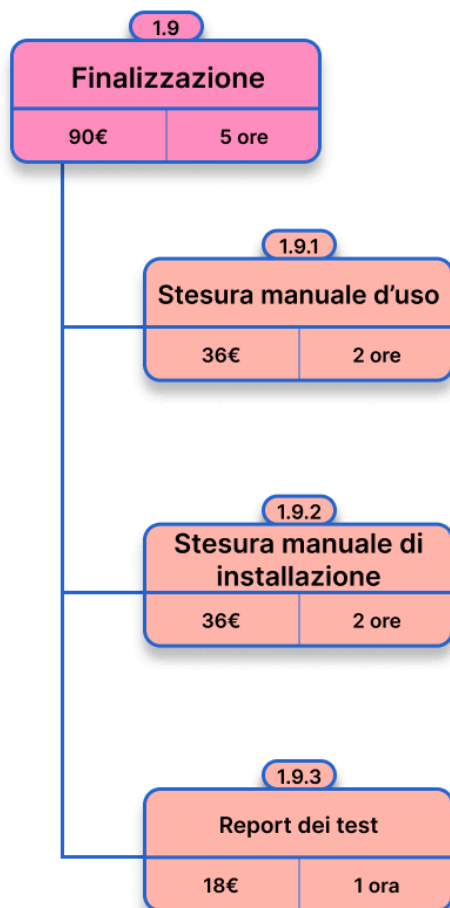 1.9
Finalizzazione
90€ 5 ore
1.9.1
Stesura manuale d’uso
36€ 2 ore
1.9.2
Stesura manuale di
installazione
36€ 2 ore
1.9.3
Report dei test
18€ 1 ora